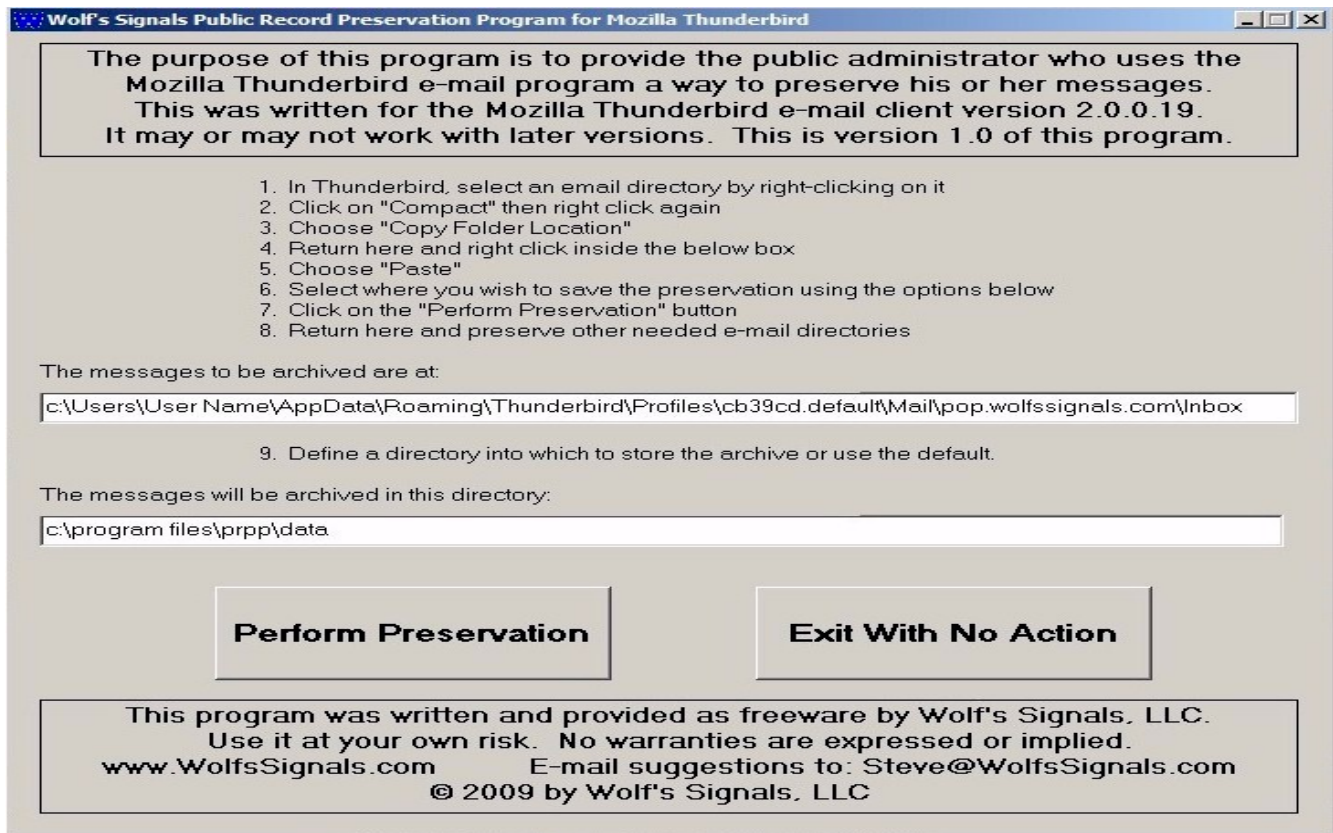 Wolf's Signals Public Record Preservation Program for Mozilla Thunderbird
The purpose of this program is to provide the public administrator who uses the
Mozilla Thunderbird e-mail program a way to preserve his or her messages.
This was written for the Mozilla Thunderbird e-mail client version 2.0.0.19.
It may or may not work with later versions. This is version 1.0 of this program.
1. In Thunderbird, select an email directory by right-clicking on it
2. Click on "Compact" then right click again
3. Choose "Copy Folder Location"
4. Return here and right click inside the below box
5. Choose "Paste"
6. Select where you wish to save the preservation using the options below
7. Click on the "Perform Preservation" button
8. Return here and preserve other needed e-mail directories
The messages to be archived are at:
c:\Users\User Name\AppData\Roaming\Thunderbird\Profiles\cb39cd.default\Mail\pop.wolfssignals.com\Inbox
9. Define a directory into which to store the archive or use the default.
The messages will be archived in this directory:
c:\program files\prpp\data
Perform Preservation Exit With No Action
This program was written and provided as freeware by Wolf's Signals, LLC.
Use it at your own risk. No warranties are expressed or implied.
www.WolfsSignals.com E-mail suggestions to: Steve@WolfsSignals.com
© 2009 by Wolf's Signals, LLC